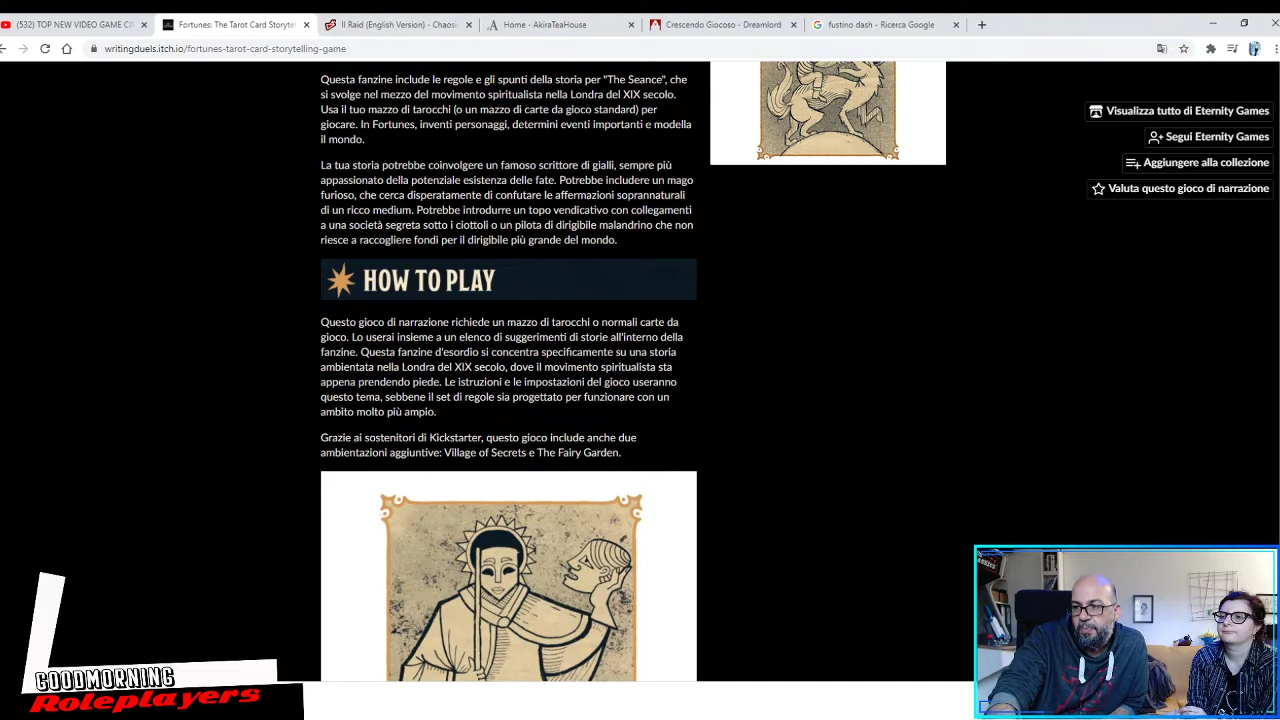 (532) TOP NEW VIDEO GAME CI
Fortunes: The Tarot Card Storytel
Il Raid (English Version) - Chaosi
Home - AkiraTeaHouse
Crescendo Giocoso - Dreamlord
fustino dash - Ricerca Google
writingduels.itch.io/fortunes-tarot-card-storytelling-game
Questa fanzine include le regole e gli spunti della storia per "The Seance", che
si svolge nel mezzo del movimento spiritualista nella Londra del XIX secolo.
Usa il tuo mazzo di tarocchi (o un mazzo di carte da gioco standard) per
giocare. In Fortunes, inventi personaggi, determini eventi importanti e modella
il mondo.
La tua storia potrebbe coinvolgere un famoso scrittore di gialli, sempre più
appassionato della potenziale esistenza delle fate. Potrebbe includere un mago
furioso, che cerca disperatamente di confutare le affermazioni soprannaturali
di un ricco medium. Potrebbe introdurre un topo vendicativo con collegamenti
a una società segreta sotto i ciottoli o un pilota di dirigibile malandrino che non
riesce a raccogliere fondi per il dirigibile più grande del mondo.
HOW TO PLAY
Questo gioco di narrazione richiede un mazzo di tarocchi o normali carte da
gioco. Lo userai insieme a un elenco di suggerimenti di storie all'interno della
fanzine. Questa fanzine d'esordio si concentra specificamente su una storia
ambientata nella Londra del XIX secolo, dove il movimento spiritualista sta
appena prendendo piede. Le istruzioni e le impostazioni del gioco useranno
questo tema, sebbene il set di regole sia progettato per funzionare con un
ambito molto più ampio.
Grazie ai sostenitori di Kickstarter, questo gioco include anche due
ambientazioni aggiuntive: Village of Secrets e The Fairy Garden.
Visualizza tutto di Eternity Games
Segui Eternity Games
Aggiungere alla collezione
Valuta questo gioco di narrazione
GOODMORNING
Roleplayers